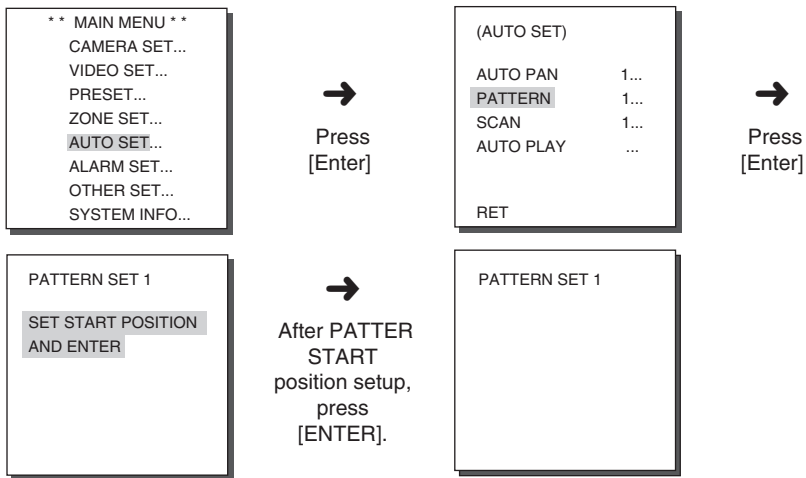 * * MAIN MENU * *
CAMERA SET...
VIDEO SET...
PRESET...
ZONE SET...
AUTO SET...
ALARM SET...
OTHER SET...
SYSTEM INFO...
Press
[Enter]
(AUTO SET)
AUTO PAN 1...
PATTERN 1...
SCAN 1...
AUTO PLAY ...
RET
Press
[Enter]
PATTERN SET 1
SET START POSITION
AND ENTER
After PATTER
START
position setup,
press
[ENTER].
PATTERN SET 1